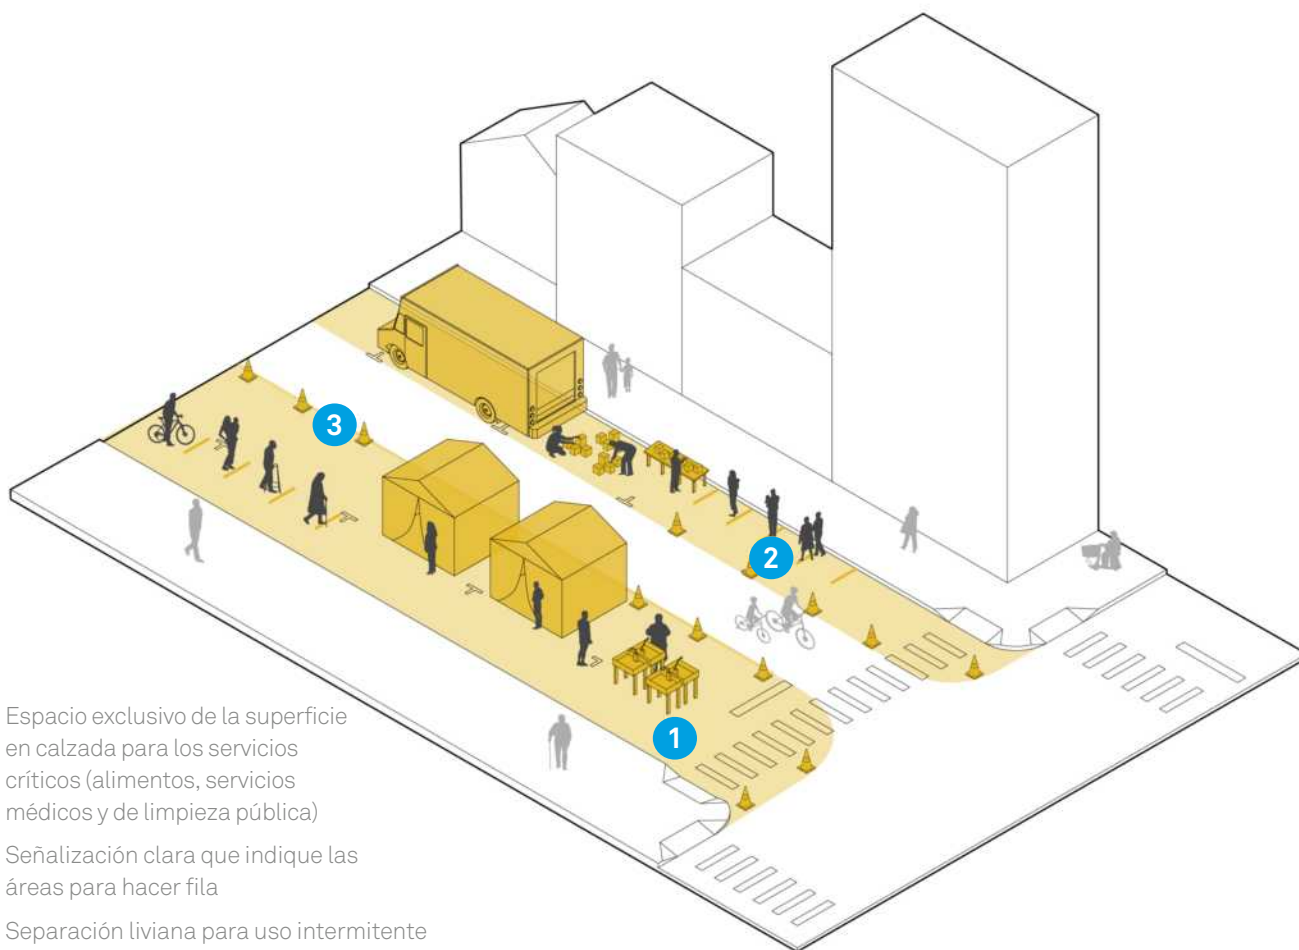 3
2
1
Espacio exclusivo de la superficie
en calzada para los servicios
críticos (alimentos, servicios
médicos y de limpieza pública)
Señalización clara que indique las
áreas para hacer fila
Separación liviana para uso intermitente